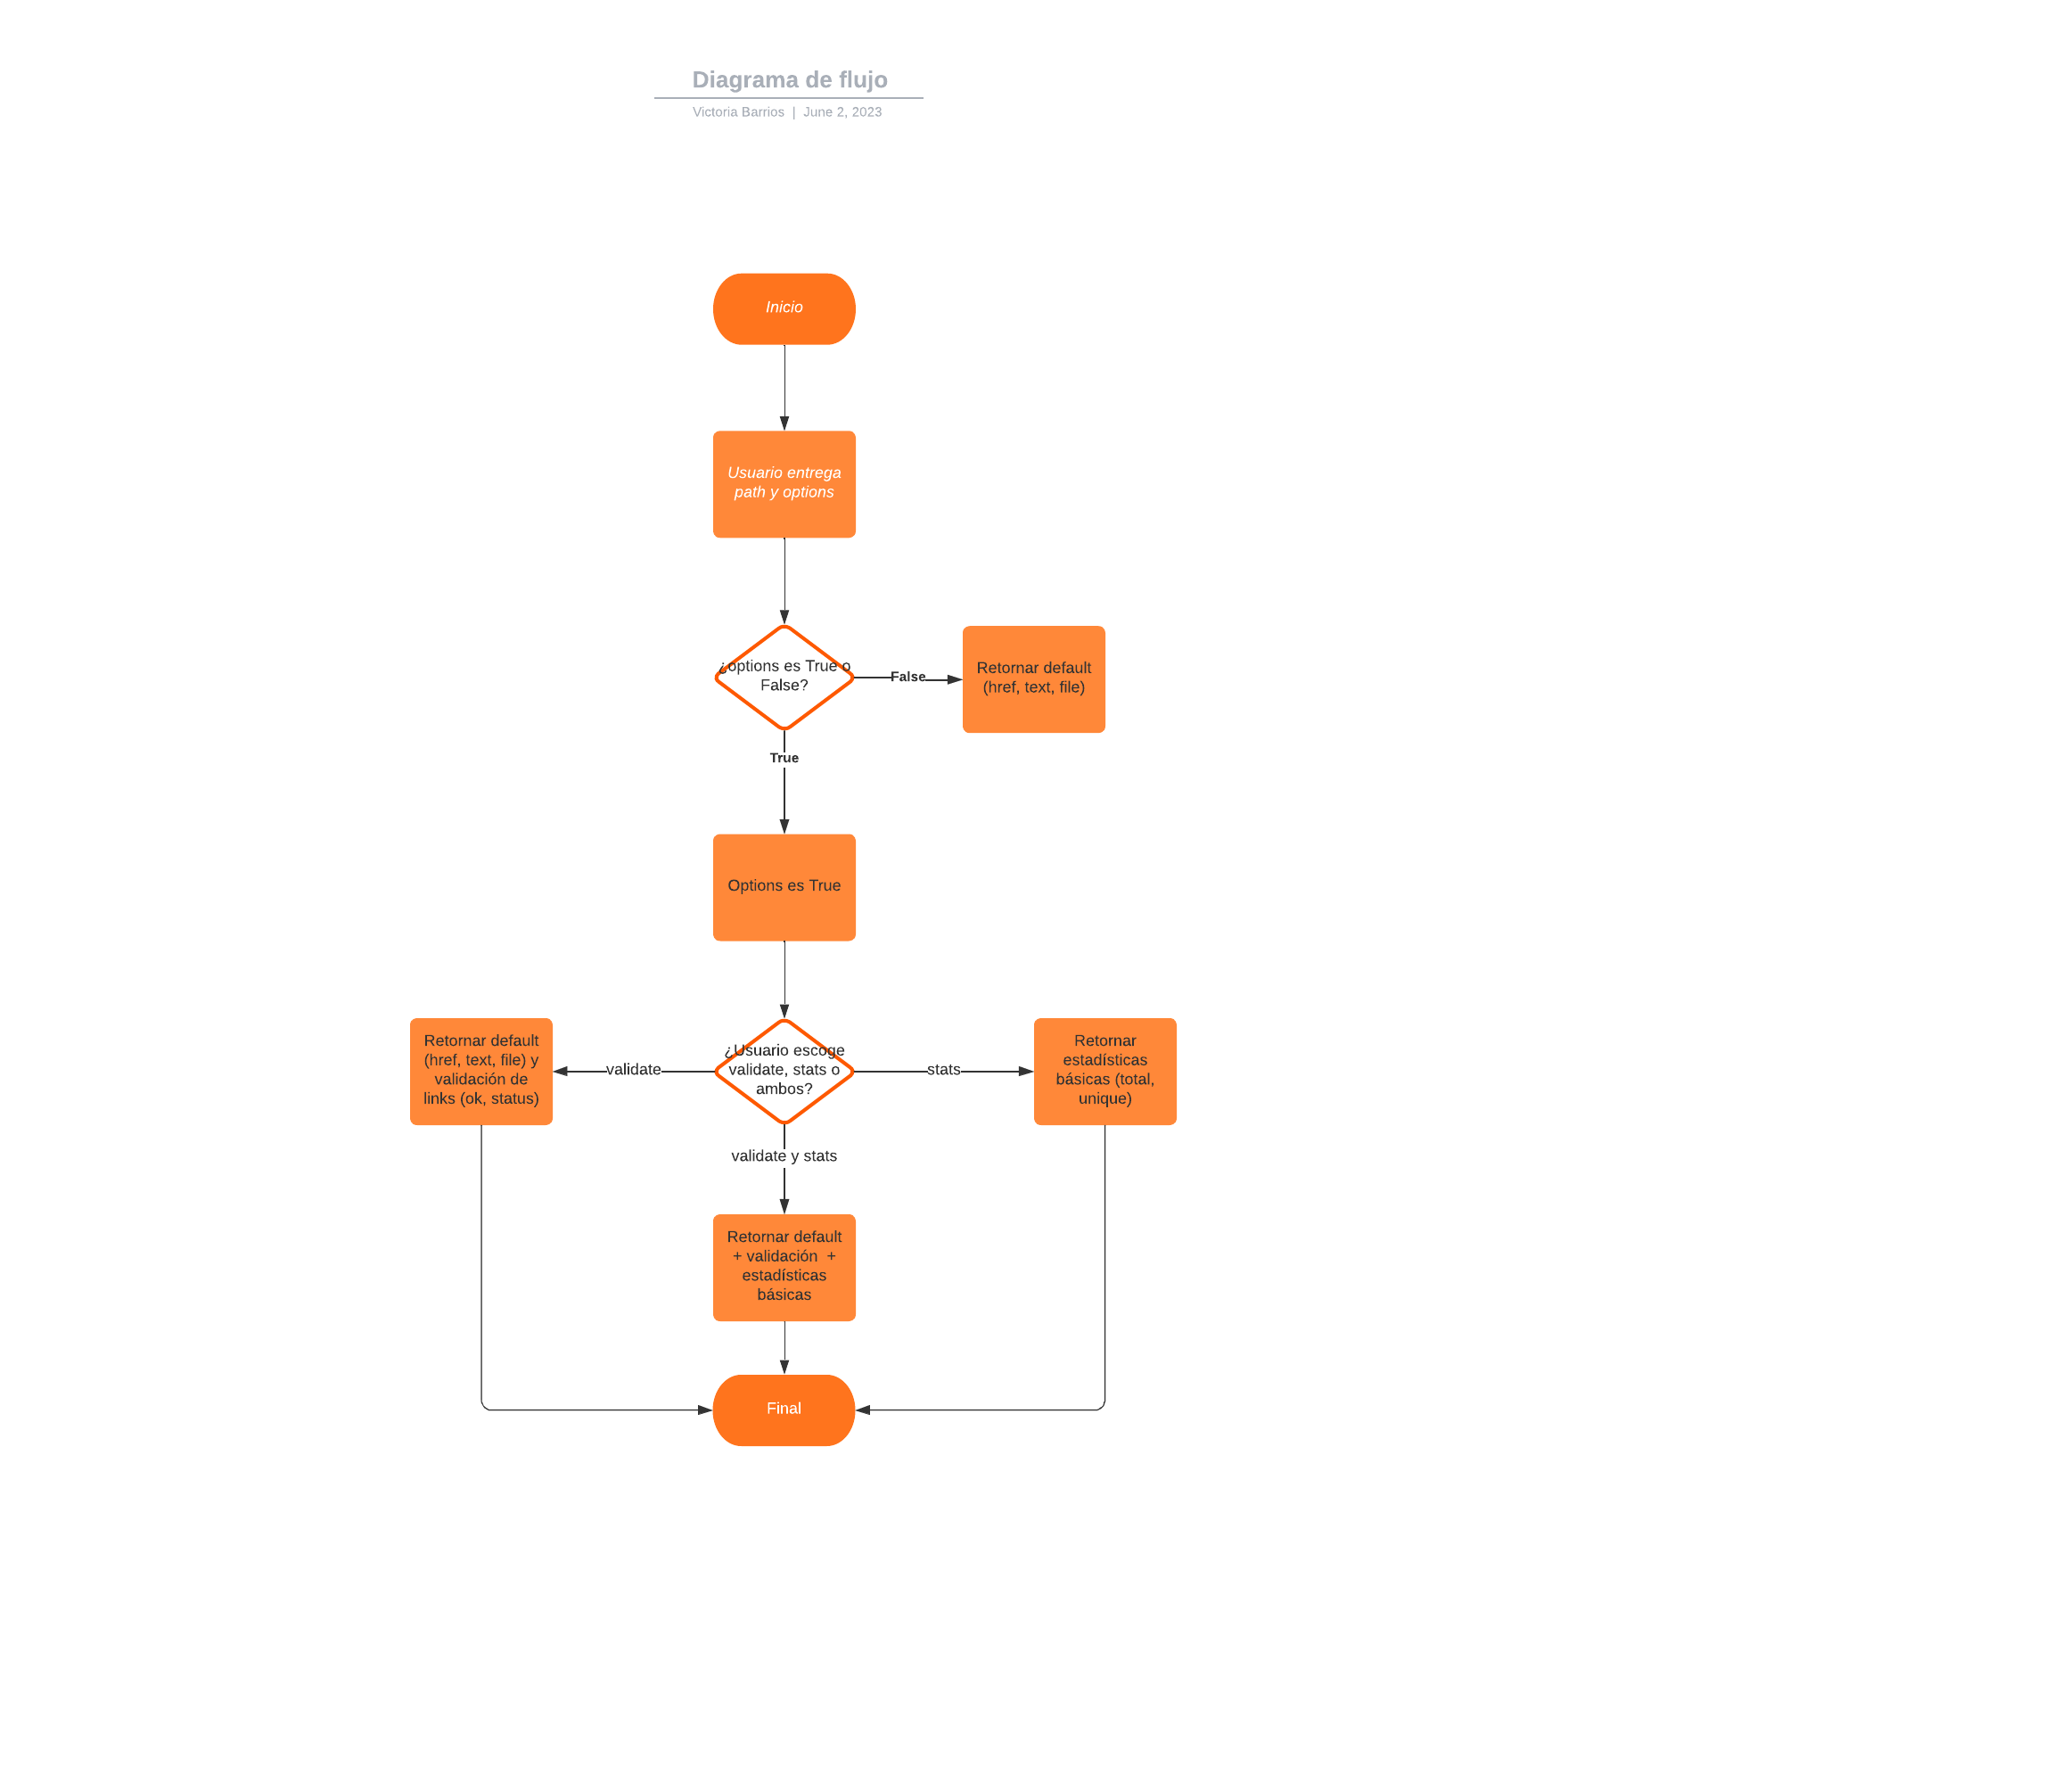 Diagrama de flujo
Victoria Barrios | June 2, 2023
Inicio
Usuario entrega
path y options
¿options es True o
False?
False
Retornar default
(href, text, file)
True
Options es True
Retornar default
(href, text, file) y
validación de
links (ok, status)
validate
¿Usuario escoge
validate, stats o
ambos?
stats
Retornar
estadísticas
básicas (total,
unique)
validate y stats
Retornar default
+ validación  +
estadísticas
básicas
Final